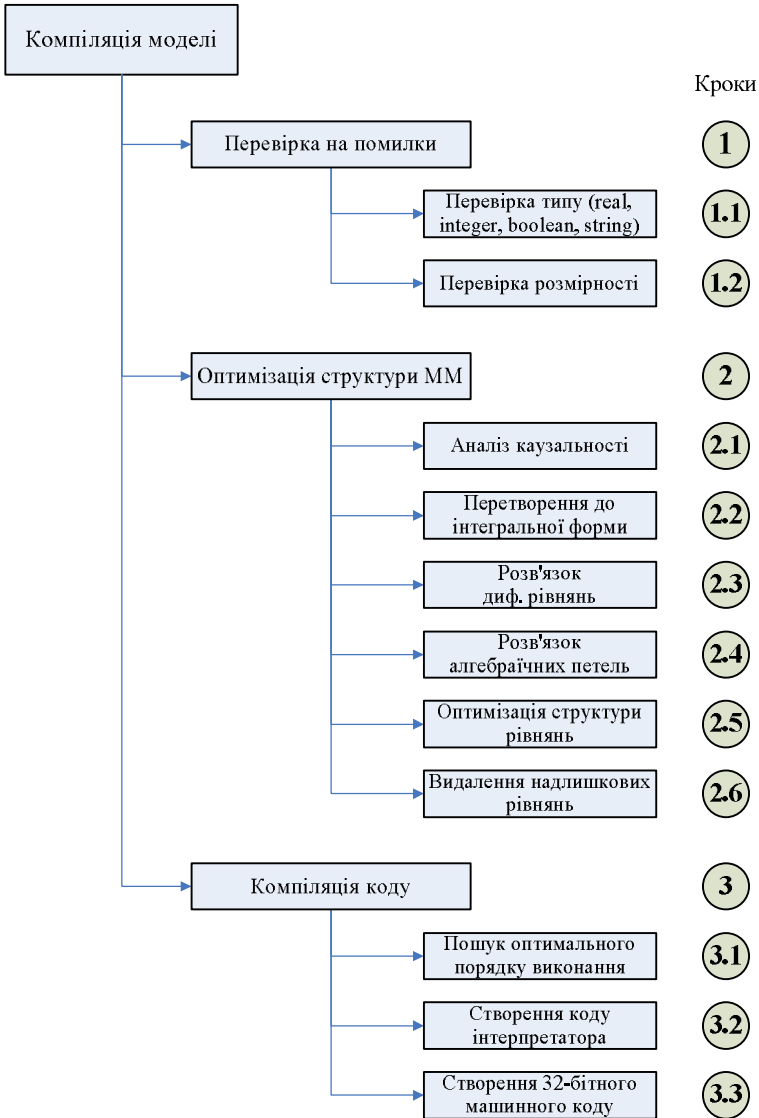 Компіляція моделі
Кроки
Перевірка на помилки
1
Перевірка типу (real,
integer, boolean, string)
1.1
Перевірка розмірності
1.2
Оптимізація структури ММ
2
Аналіз каузальності
2.1
Перетворення до
інтегральної форми
2.2
Розв'язок
диф. рівнянь
2.3
Розв'язок
алгебраїчних петель
2.4
Оптимізація структури
рівнянь
2.5
Видалення надлишкових
рівнянь
2.6
Компіляція коду
3
Пошук оптимального
порядку виконання
3.1
Створення коду
інтерпретатора
3.2
Створення 32-бітного
машинного коду
3.3